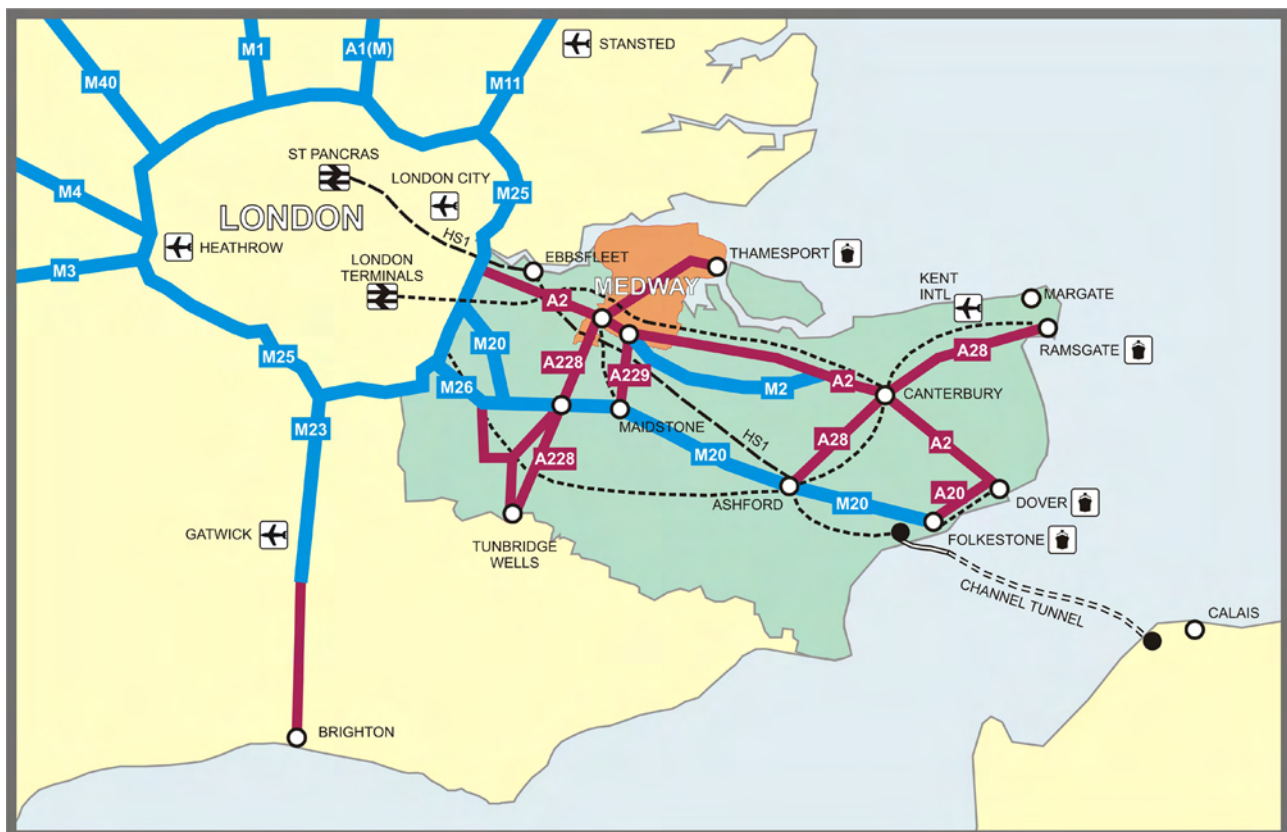 M1
A1(M)
STANSTED
M40
M11
ST PANCRAS
LONDON CITY
M4
M25
LONDON
HS1
HEATHROW
EBBSFLEET
THAMESPORT
M3
LONDON
TERMINALS
MEDWAY
KENT
INTL
MARGATE
A2
M20
A28
RAMSGATE
M25
A228
A229
M2
A2
M26
CANTERBURY
M23
MAIDSTONE
HS1
A28
A2
A228
M20
A20
ASHFORD
M20
DOVER
GATWICK
FOLKESTONE
TUNBRIDGE
WELLS
CHANNEL TUNNEL
CALAIS
BRIGHTON